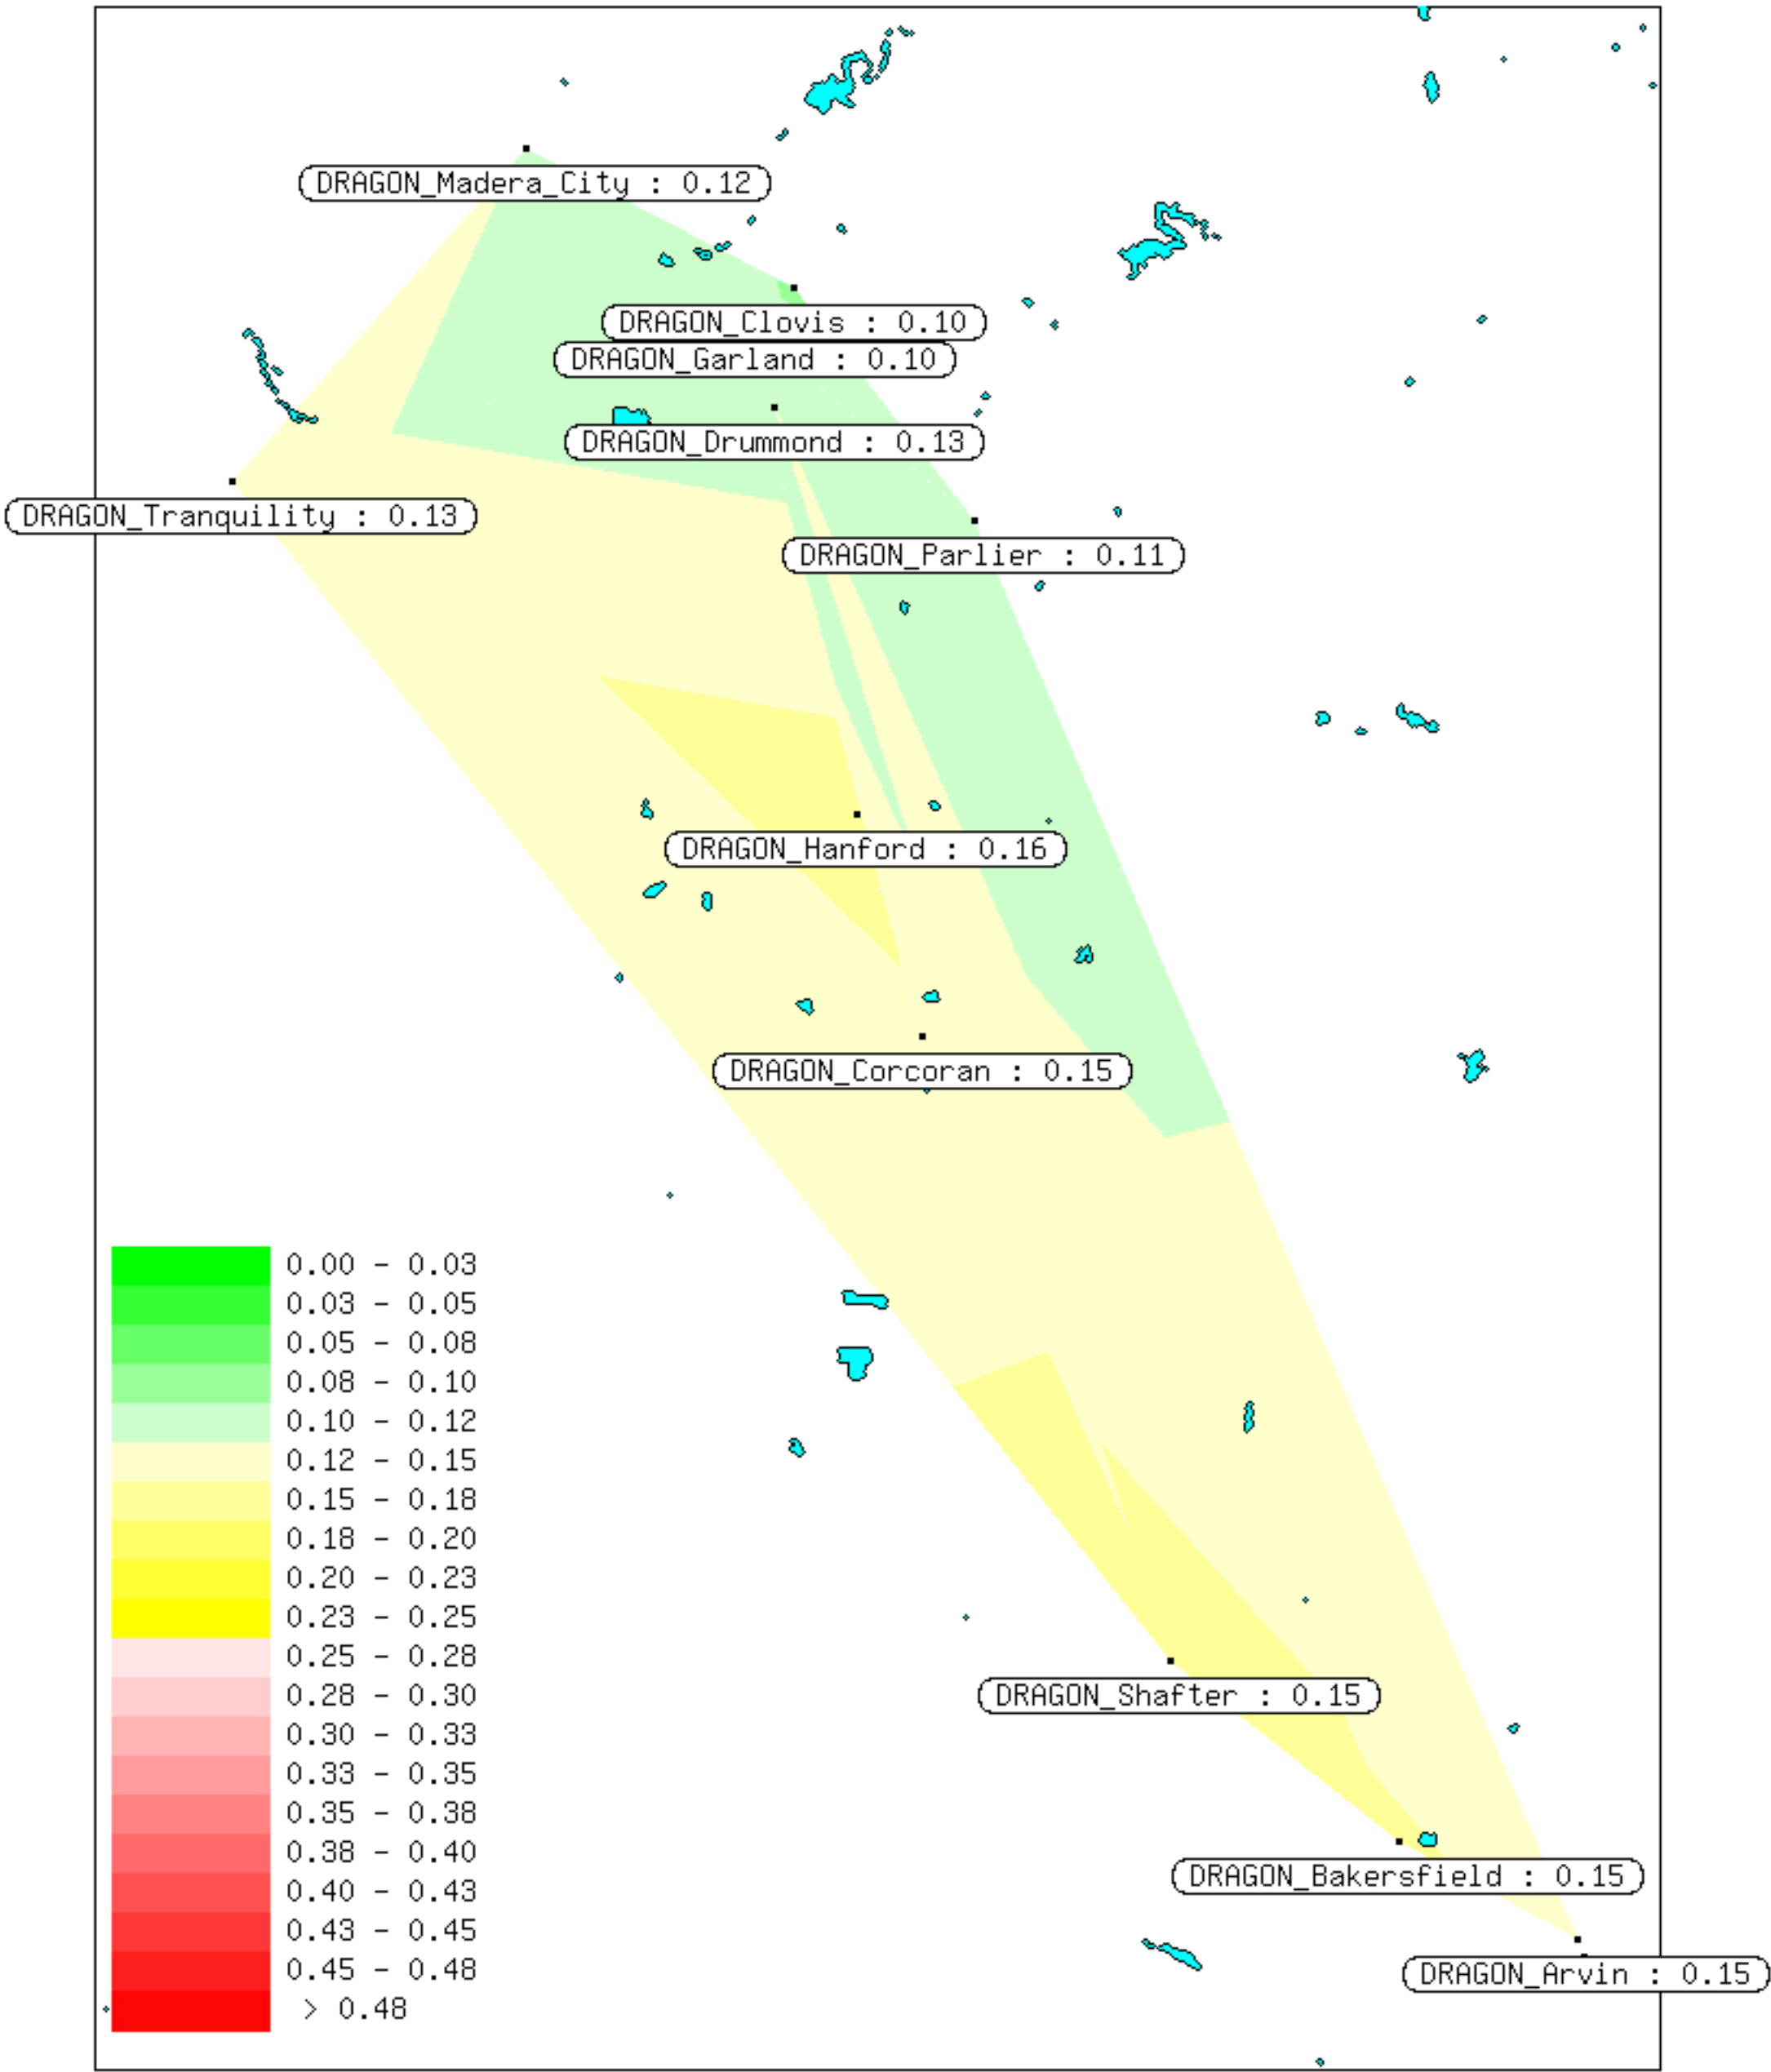 DRAGON_Madera_City : 0.12
DRAGON_Clovis : 0.10
DRAGON_Garland : 0.10
DRAGON_Drummond : 0.13
DRAGON_Tranquility : 0.13
DRAGON_Parlier : 0.11
DRAGON_Hanford : 0.16
DRAGON_Corcoran : 0.15
0.00 - 0.03
0.03 - 0.05
0.05 - 0.08
0.08 - 0.10
0.10 - 0.12
0.12 - 0.15
0.15 - 0.18
0.18 - 0.20
0.20 - 0.23
0.23 - 0.25
0.25 - 0.28
0.28 - 0.30
0.30 - 0.33
0.33 - 0.35
0.35 - 0.38
0.38 - 0.40
0.40 - 0.43
0.43 - 0.45
0.45 - 0.48
> 0.48
DRAGON_Shafter : 0.15
DRAGON_Bakersfield : 0.15
DRAGON_Arvin : 0.15